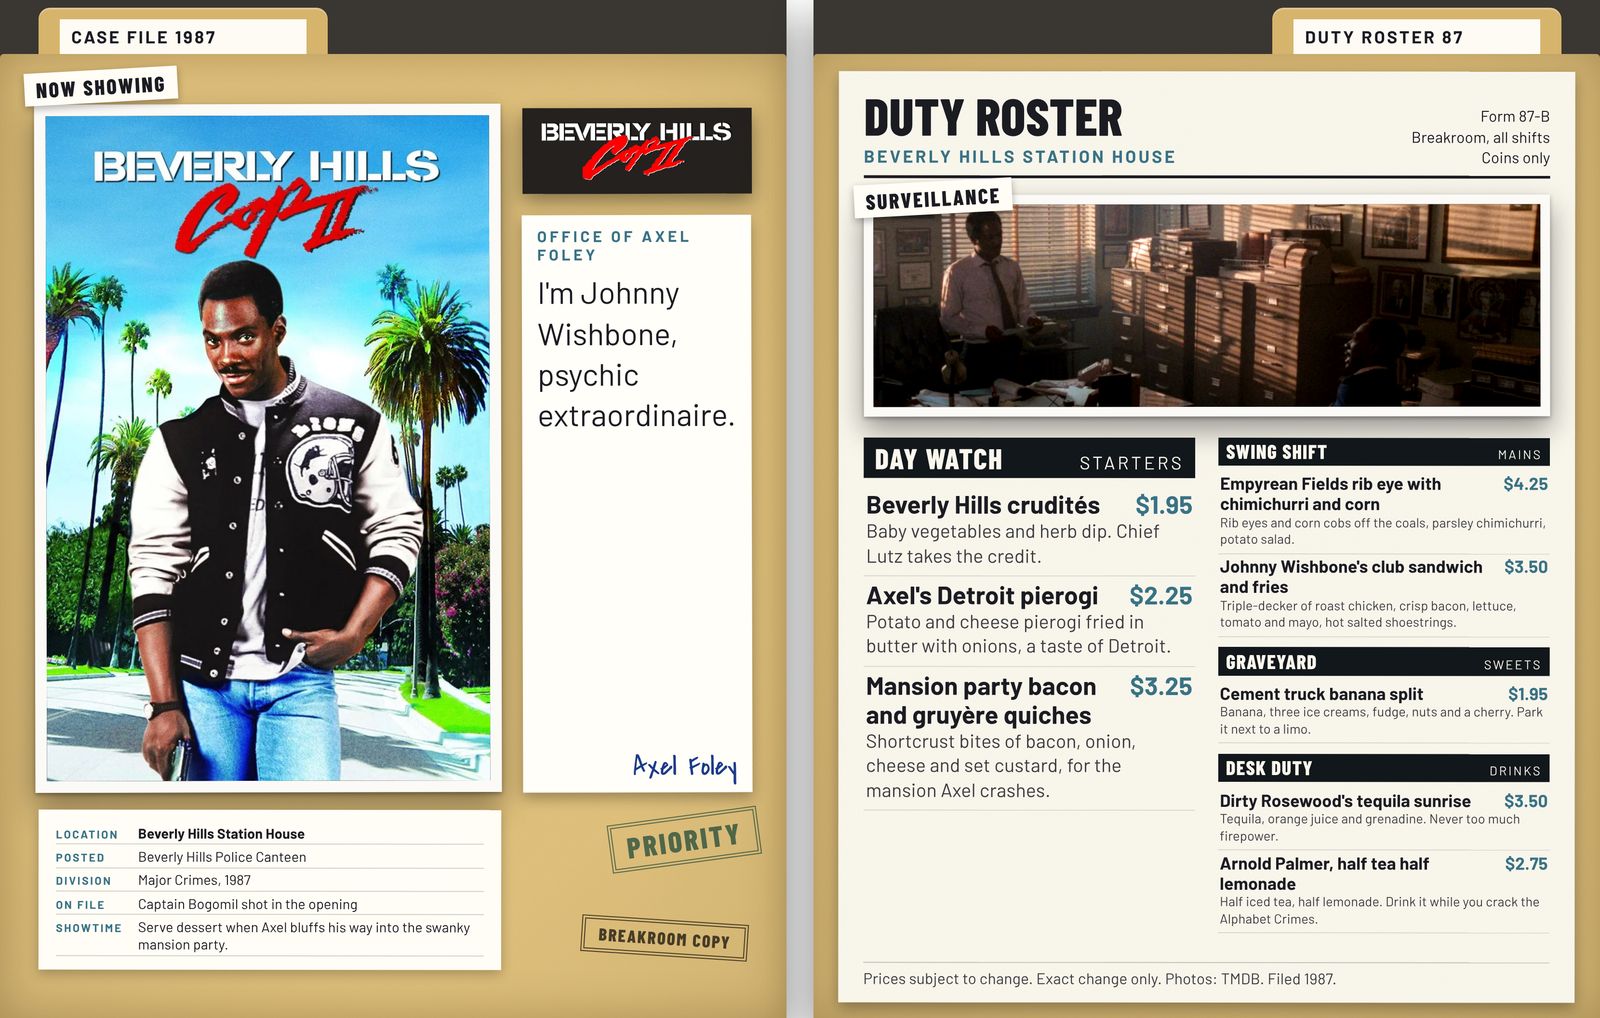 CASE FILE 1987
NOW SHOWING
BEVERLY HILLS
Cop II
LIONS
BEVERLY HILLS
Cop II
OFFICE OF AXEL
FOLEY
I'm Johnny
Wishbone,
psychic
extraordinaire.
Axel Foley
LOCATION Beverly Hills Station House
POSTED Beverly Hills Police Canteen
DIVISION Major Crimes, 1987
ON FILE Captain Bogomil shot in the opening
SHOWTIME Serve dessert when Axel bluffs his way into the swanky
mansion party.
PRIORITY
BREAKROOM COPY
DUTY ROSTER 87
DUTY ROSTER
BEVERLY HILLS STATION HOUSE
Form 87-B
Breakroom, all shifts
Coins only
SURVEILLANCE
DAY WATCH STARTERS
Beverly Hills crudités $1.95
Baby vegetables and herb dip. Chief
Lutz takes the credit.
Axel's Detroit pierogi $2.25
Potato and cheese pierogi fried in
butter with onions, a taste of Detroit.
Mansion party bacon $3.25
and gruyère quiches
Shortcrust bites of bacon, onion,
cheese and set custard, for the
mansion Axel crashes.
SWING SHIFT MAINS
Empyrean Fields rib eye with $4.25
chimichurri and corn
Rib eyes and corn cobs off the coals, parsley chimichurri,
potato salad.
Johnny Wishbone's club sandwich $3.50
and fries
Triple-decker of roast chicken, crisp bacon, lettuce,
tomato and mayo, hot salted shoestrings.
GRAVEYARD SWEETS
Cement truck banana split $1.95
Banana, three ice creams, fudge, nuts and a cherry. Park
it next to a limo.
DESK DUTY DRINKS
Dirty Rosewood's tequila sunrise $3.50
Tequila, orange juice and grenadine. Never too much
firepower.
Arnold Palmer, half tea half $2.75
lemonade
Half iced tea, half lemonade. Drink it while you crack the
Alphabet Crimes.
Prices subject to change. Exact change only. Photos: TMDB. Filed 1987.